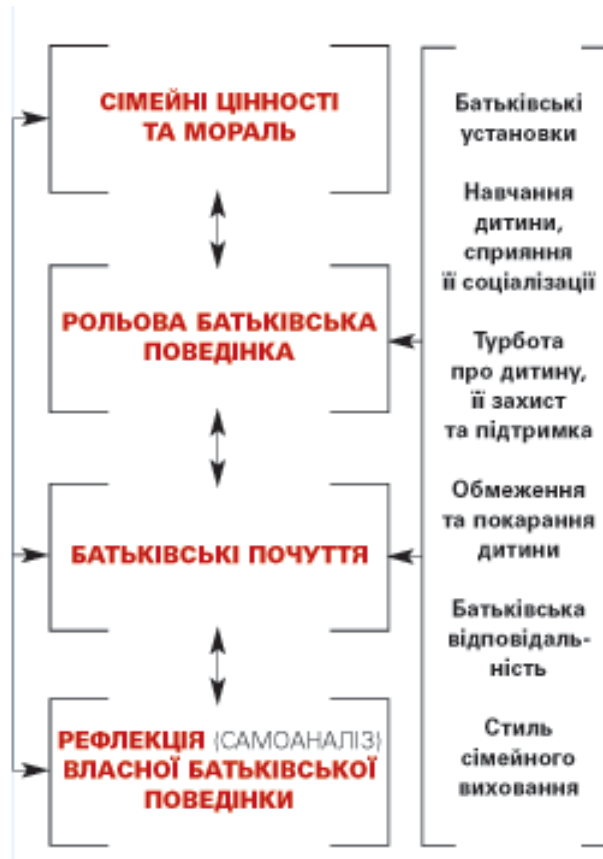 СІМЕЙНІ ЦІННОСТІ
ТА МОРАЛЬ
РОЛЬОВА БАТЬКІВСЬКА
ПОВЕДІНКА
БАТЬКІВСЬКІ ПОЧУТТЯ
РЕФЛЕКЦІЯ (САМОАНАЛІЗ)
ВЛАСНОЇ БАТЬКІВСЬКОЇ
ПОВЕДІНКИ
Батьківські
установки
Навчання
дитини,
сприяння
її соціалізації
Турбота
про дитину,
її захист
та підтримка
Обмеження
та покарання
дитини
Батьківська
відповідаль-
ність
Стиль
сімейного
виховання